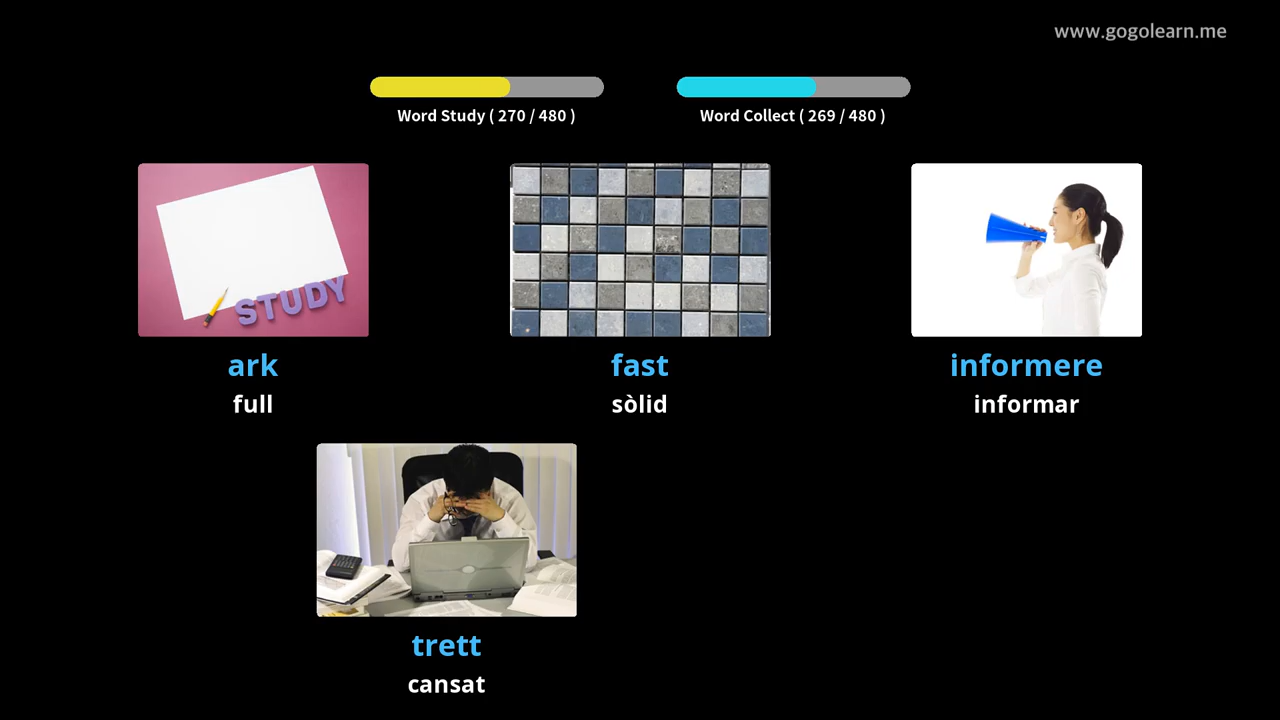 www.gogolearn.me
Word Study ( 270 / 480 )
Word Collect ( 269 / 480 )
STUDY
ark
full
fast
sòlid
informere
informar
trett
cansat